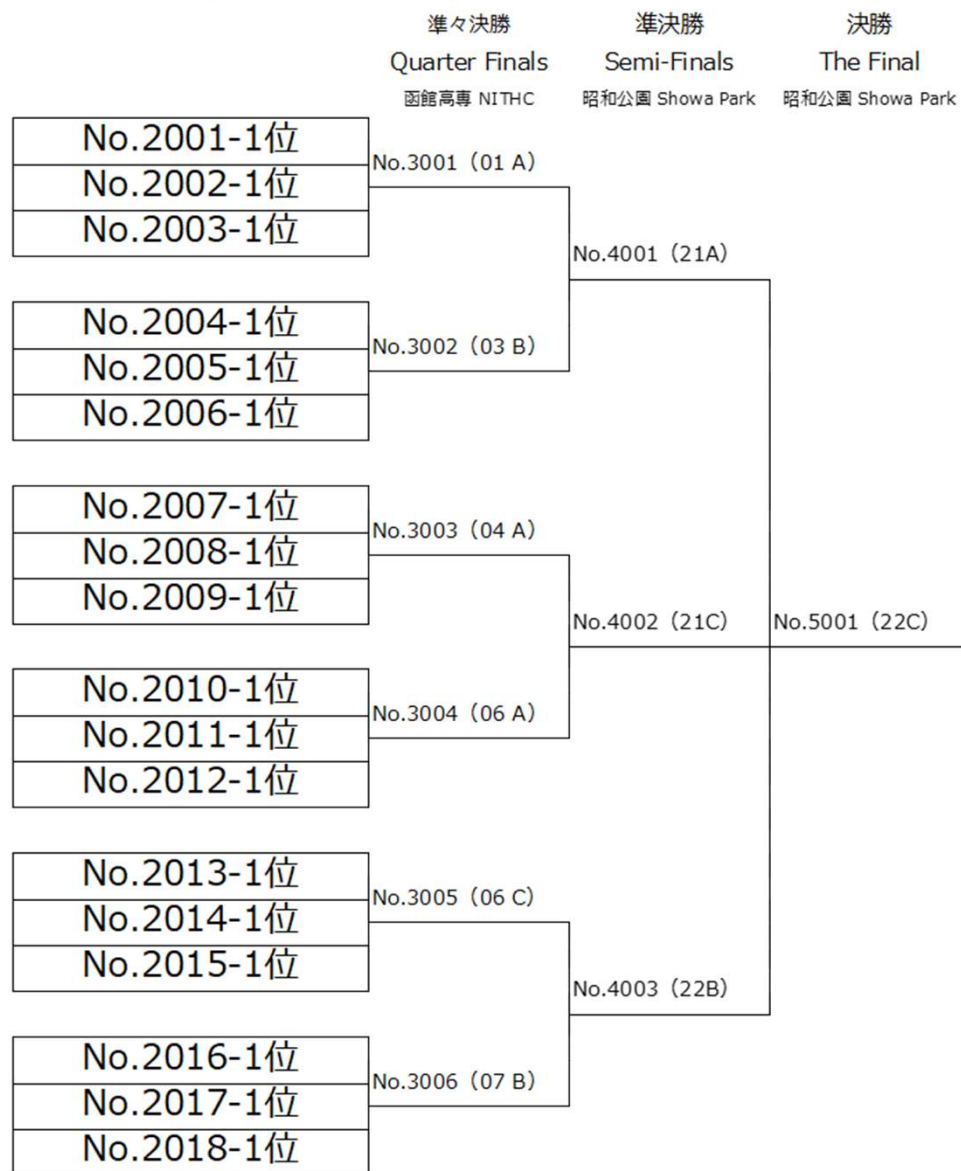 準々決勝 準決勝 決勝
Quarter Finals Semi-Finals The Final
函館高専 NITHC 昭和公園 Showa Park 昭和公園 Showa Park
No.2001-1位
No.3001（01 A）
No.2002-1位
No.2003-1位
No.4001（21A）
No.2004-1位
No.3002（03 B）
No.2005-1位
No.2006-1位
No.2007-1位
No.3003（04 A）
No.2008-1位
No.2009-1位
No.4002（21C） No.5001（22C）
No.2010-1位
No.3004（06 A）
No.2011-1位
No.2012-1位
No.2013-1位
No.3005（06 C）
No.2014-1位
No.2015-1位
No.4003（22B）
No.2016-1位
No.3006（07 B）
No.2017-1位
No.2018-1位